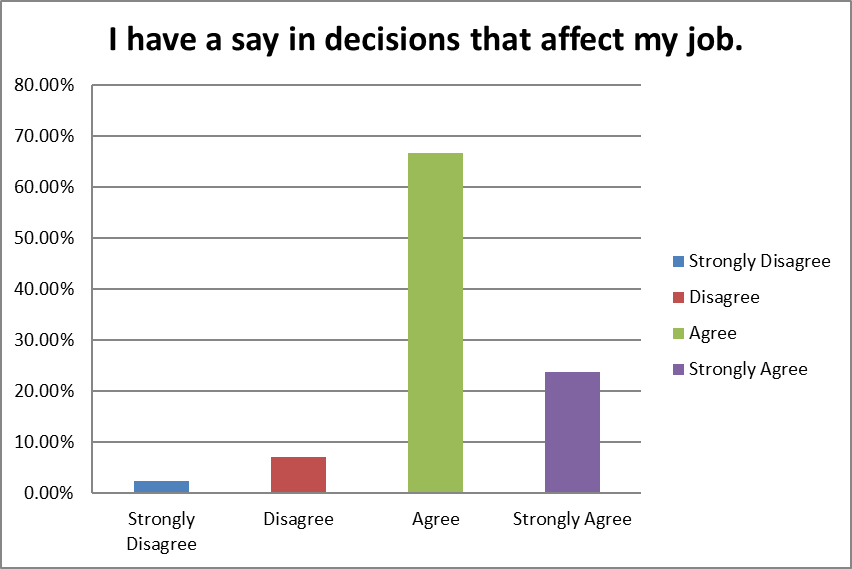 I have a say in decisions that affect my job.
80.00%
70.00%
60.00%
50.00%
40.00%
30.00%
20.00%
10.00%
0.00%
Strongly
Disagree
Disagree
Agree
Strongly Agree
Strongly Disagree
Disagree
Agree
Strongly Agree